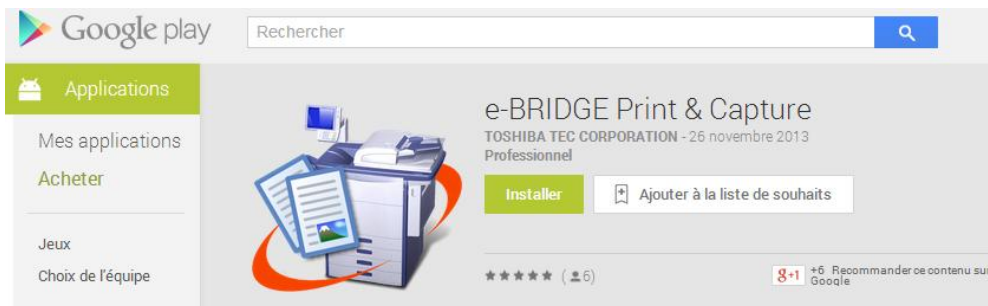 Google play
Rechercher
Applications
Mes applications
Acheter
Jeux
Choix de l'équipe
e-BRIDGE Print & Capture
TOSHIBA TEC CORPORATION - 26 novembre 2013
Professionnel
Installer
Ajouter à la liste de souhaits
(6)
g+1
+6 Recommander ce contenu sur
Google